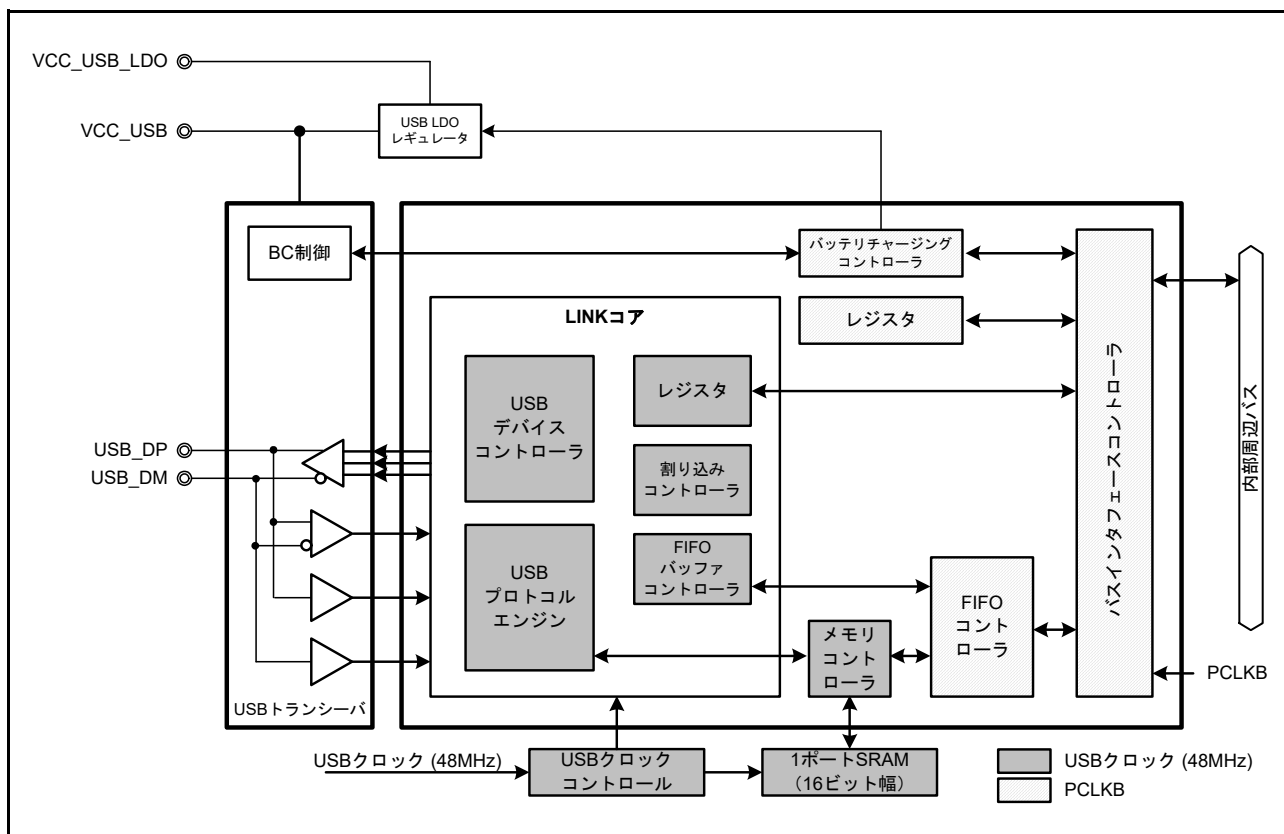 VCC_USB_LDO
VCC_USB
USB LDO
レギュレータ
BC制御
バッテリチャージング
コントローラ
レジスタ
LINKコア
USB
デバイス
コントローラ
レジスタ
割り込み
コントローラ
USB
プロトコル
エンジン
FIFO
バッファ
コントローラ
メモリ
コント
ローラ
FIFO
コント
ローラ
バスインタフェースコントローラ
内部周辺バス
PCLKB
USB_DP
USB_DM
USBトランシーバ
USBクロック (48MHz)
USBクロック
コントロール
1ポートSRAM
（16ビット幅）
USBクロック (48MHz)
PCLKB